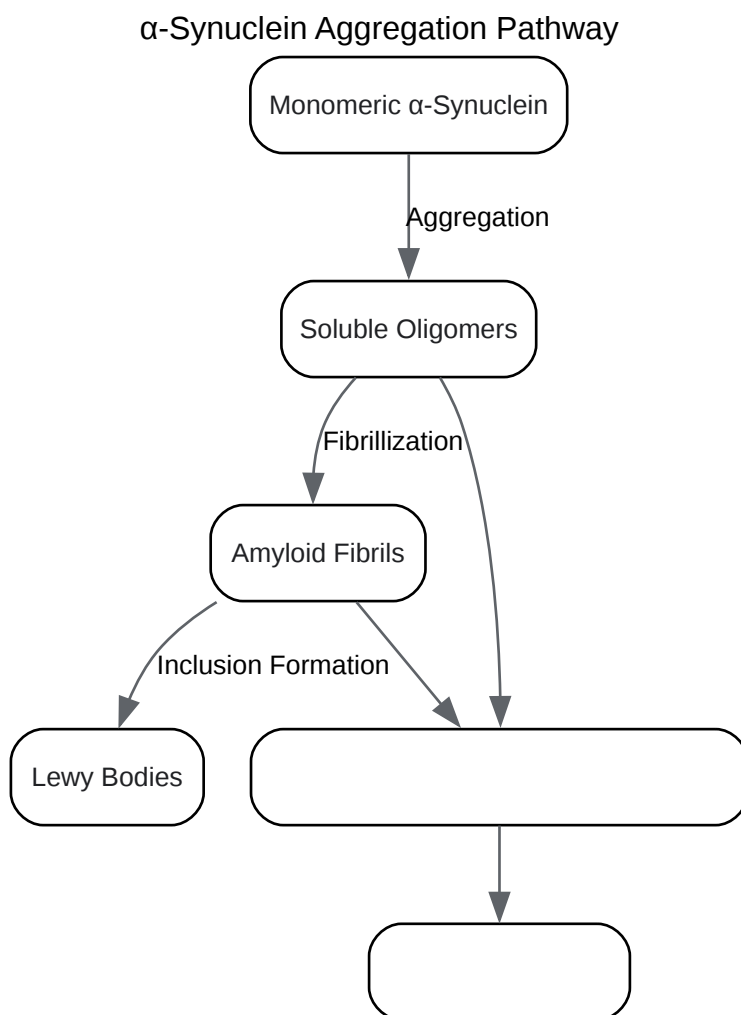 α-Synuclein Aggregation Pathway
Monomeric α-Synuclein
Aggregation
Soluble Oligomers
Fibrillization
Amyloid Fibrils
Inclusion Formation
Lewy Bodies